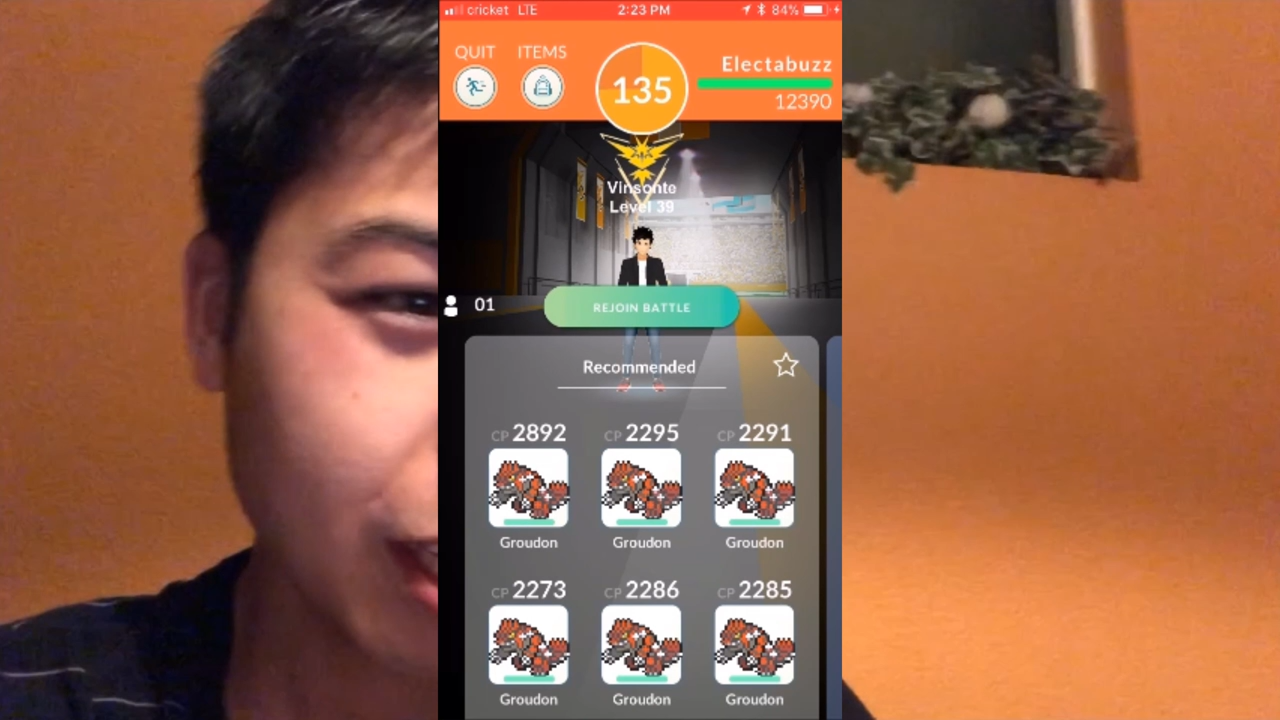 cricket LTE 2:23 PM 84%
QUIT ITEMS
135
Electabuzz
12390
Vinsonte
Level 39
01
REJOIN BATTLE
Recommended
CP 2892 CP 2295 CP 2291
Groudon Groudon Groudon
CP 2273 CP 2286 CP 2285
Groudon Groudon Groudon